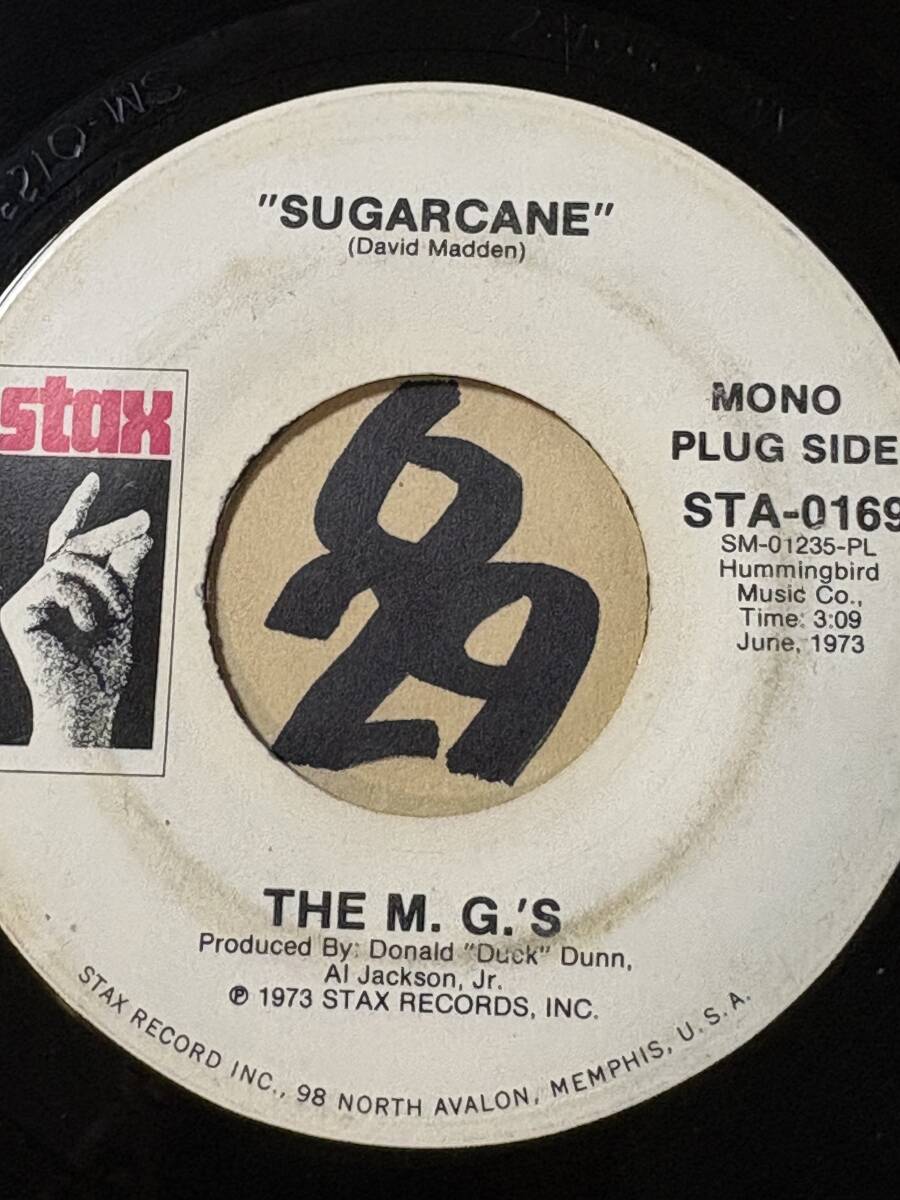 "SUGARCANE"
(David Madden)
stax
MONO
PLUG SIDE
STA-0169
SM-01235-PL
Hummingbird
Music Co.,
Time: 3:09
June, 1973
629
THE M. G.'S
Produced By: Donald "Duck" Dunn,
Al Jackson, Jr.
℗ 1973 STAX RECORDS, INC.
STAX RECORD INC., 98 NORTH AVALON, MEMPHIS, U.S.A.